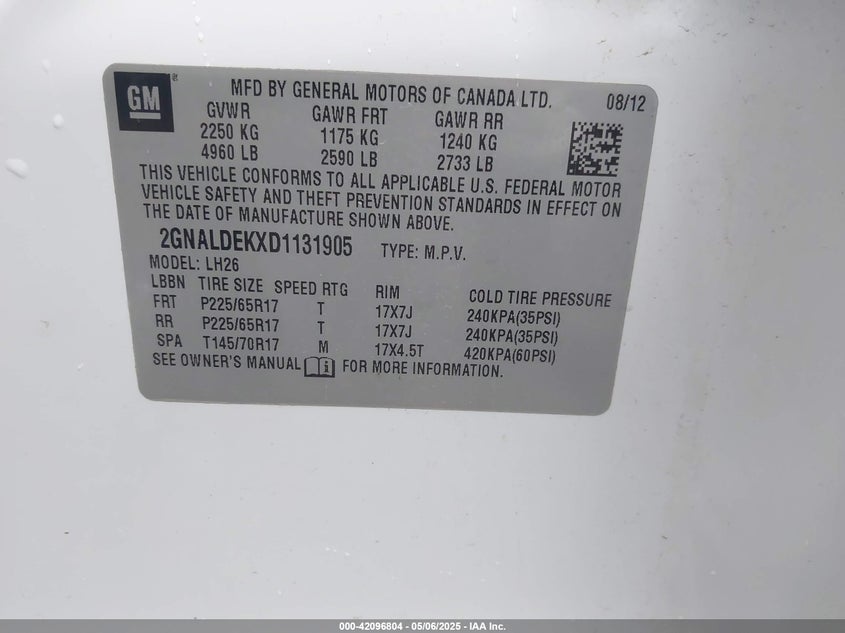 GM ®
MFD BY GENERAL MOTORS OF CANADA LTD. 08/12
GVWR GAWR FRT GAWR RR
2250 KG 1175 KG 1240 KG
4960 LB 2590 LB 2733 LB
THIS VEHICLE CONFORMS TO ALL APPLICABLE U.S. FEDERAL MOTOR
VEHICLE SAFETY AND THEFT PREVENTION STANDARDS IN EFFECT ON
THE DATE OF MANUFACTURE SHOWN ABOVE.
2GNALDEKXD1131905 TYPE: M.P.V.
MODEL: LH26
LBBN TIRE SIZE SPEED RTG RIM COLD TIRE PRESSURE
FRT P225/65R17 T 17X7J 240KPA(35PSI)
RR P225/65R17 T 17X7J 240KPA(35PSI)
SPA T145/70R17 M 17X4.5T 420KPA(60PSI)
SEE OWNER'S MANUAL i FOR MORE INFORMATION.
000-42096804 - 05/06/2025 - IAA Inc.